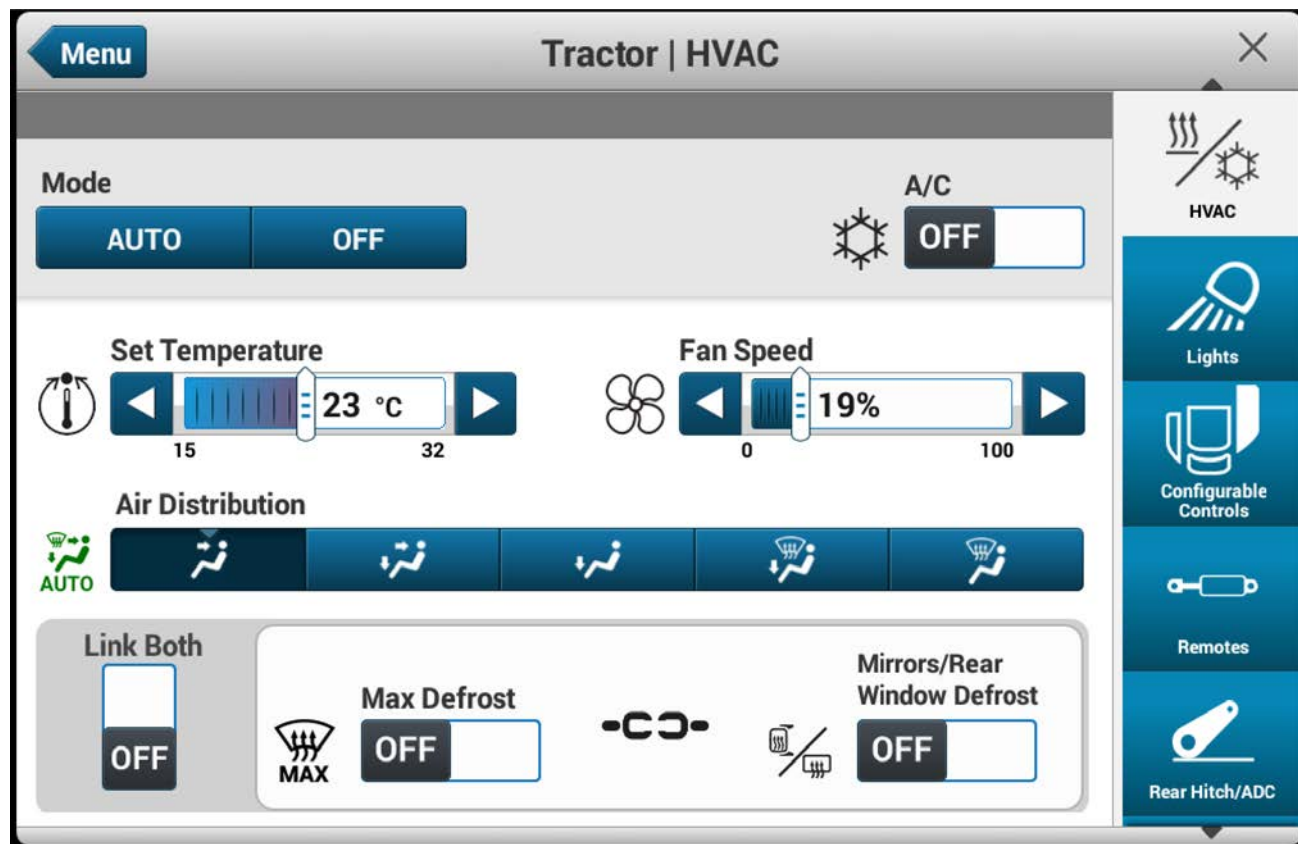 Menu
Tractor | HVAC
Mode
AUTO
OFF
A/C
OFF
Set Temperature
23 °C
15
32
Fan Speed
19%
0
100
Air Distribution
AUTO
Link Both
OFF
MAX
Max Defrost
OFF
Mirrors/Rear
Window Defrost
OFF
HVAC
Lights
Configurable
Controls
Remotes
Rear Hitch/ADC